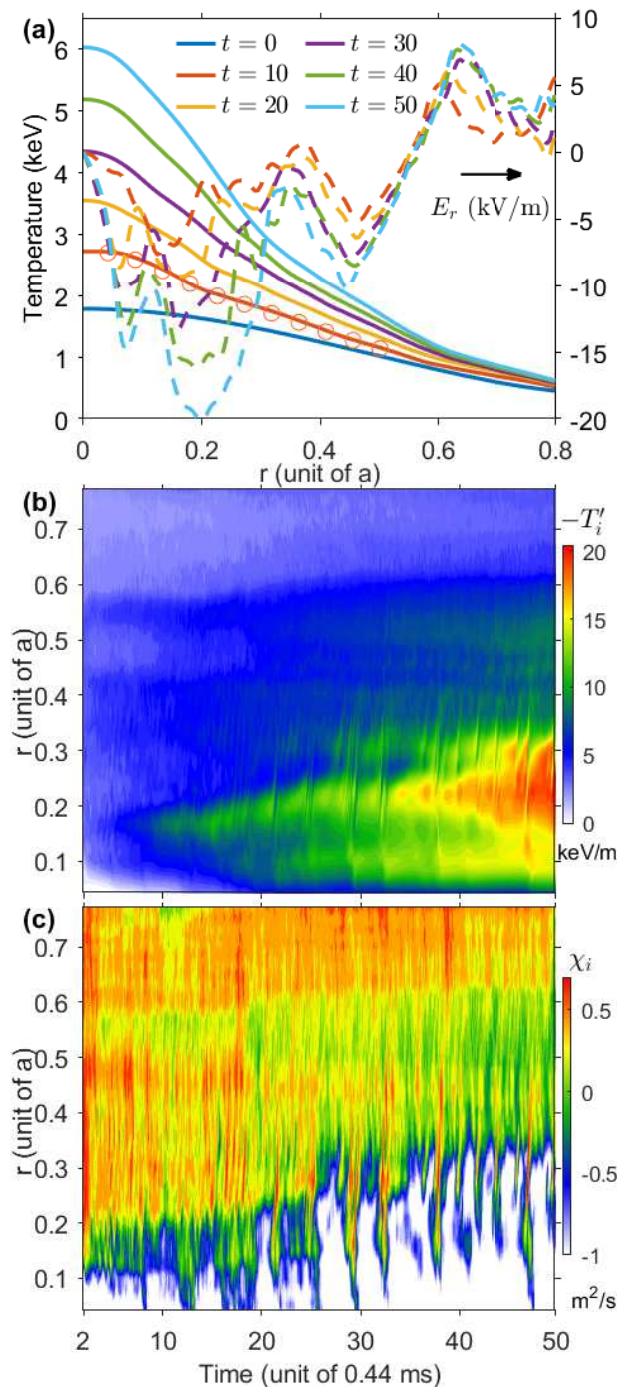 (a)
t = 0
t = 30
t = 10
t = 40
t = 20
t = 50
Temperature (keV)
6
5
4
3
2
1
0
10
5
0
-5
-10
-15
-20
E_r (kV/m)
0
0.2
0.4
0.6
0.8
r (unit of a)
(b)
r (unit of a)
0.7
0.6
0.5
0.4
0.3
0.2
0.1
-T_i'
20
15
10
5
0
keV/m
(c)
r (unit of a)
0.7
0.6
0.5
0.4
0.3
0.2
0.1
χ_i
0.5
0
-0.5
-1
m²/s
2
10
20
30
40
50
Time (unit of 0.44 ms)